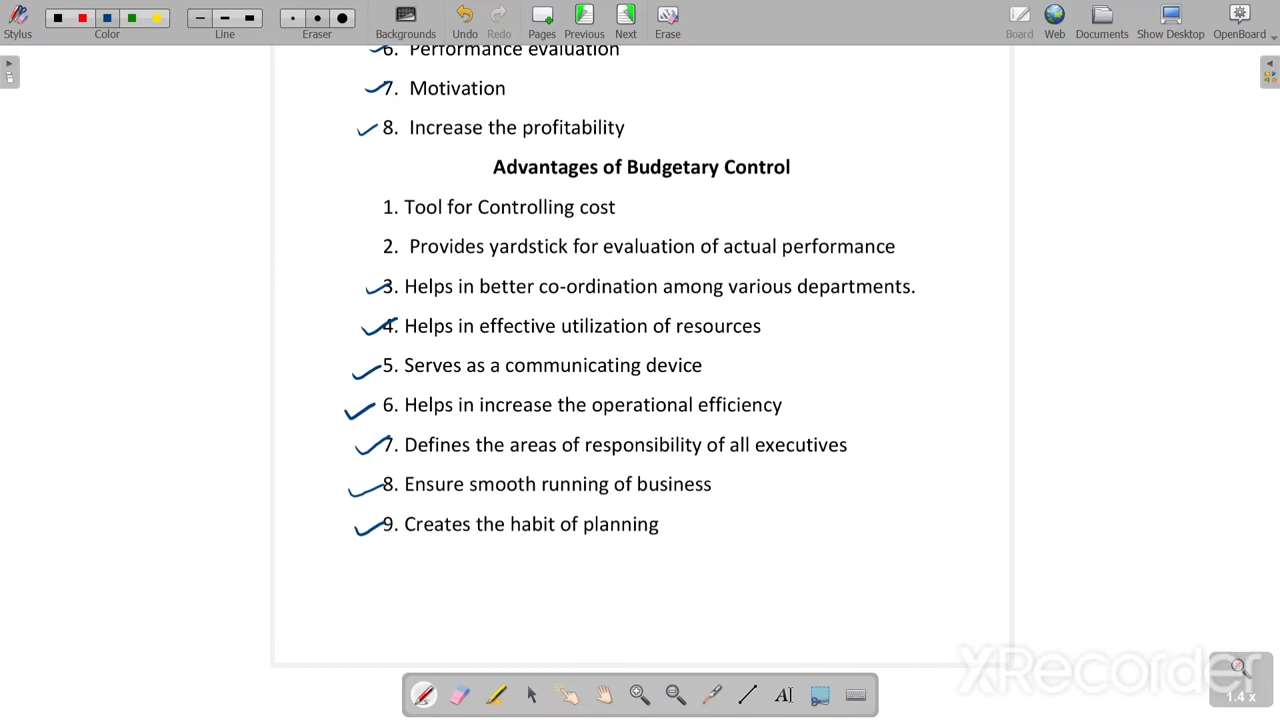 Stylus
Color
Line
Eraser
Backgrounds
Undo
Redo
Pages
Previous
Next
Erase
Board
Web
Documents
Show Desktop
OpenBoard
6. Performance evaluation
7. Motivation
8. Increase the profitability
Advantages of Budgetary Control
1. Tool for Controlling cost
2. Provides yardstick for evaluation of actual performance
3. Helps in better co-ordination among various departments.
4. Helps in effective utilization of resources
5. Serves as a communicating device
6. Helps in increase the operational efficiency
7. Defines the areas of responsibility of all executives
8. Ensure smooth running of business
9. Creates the habit of planning
XRecorder
1.4 x